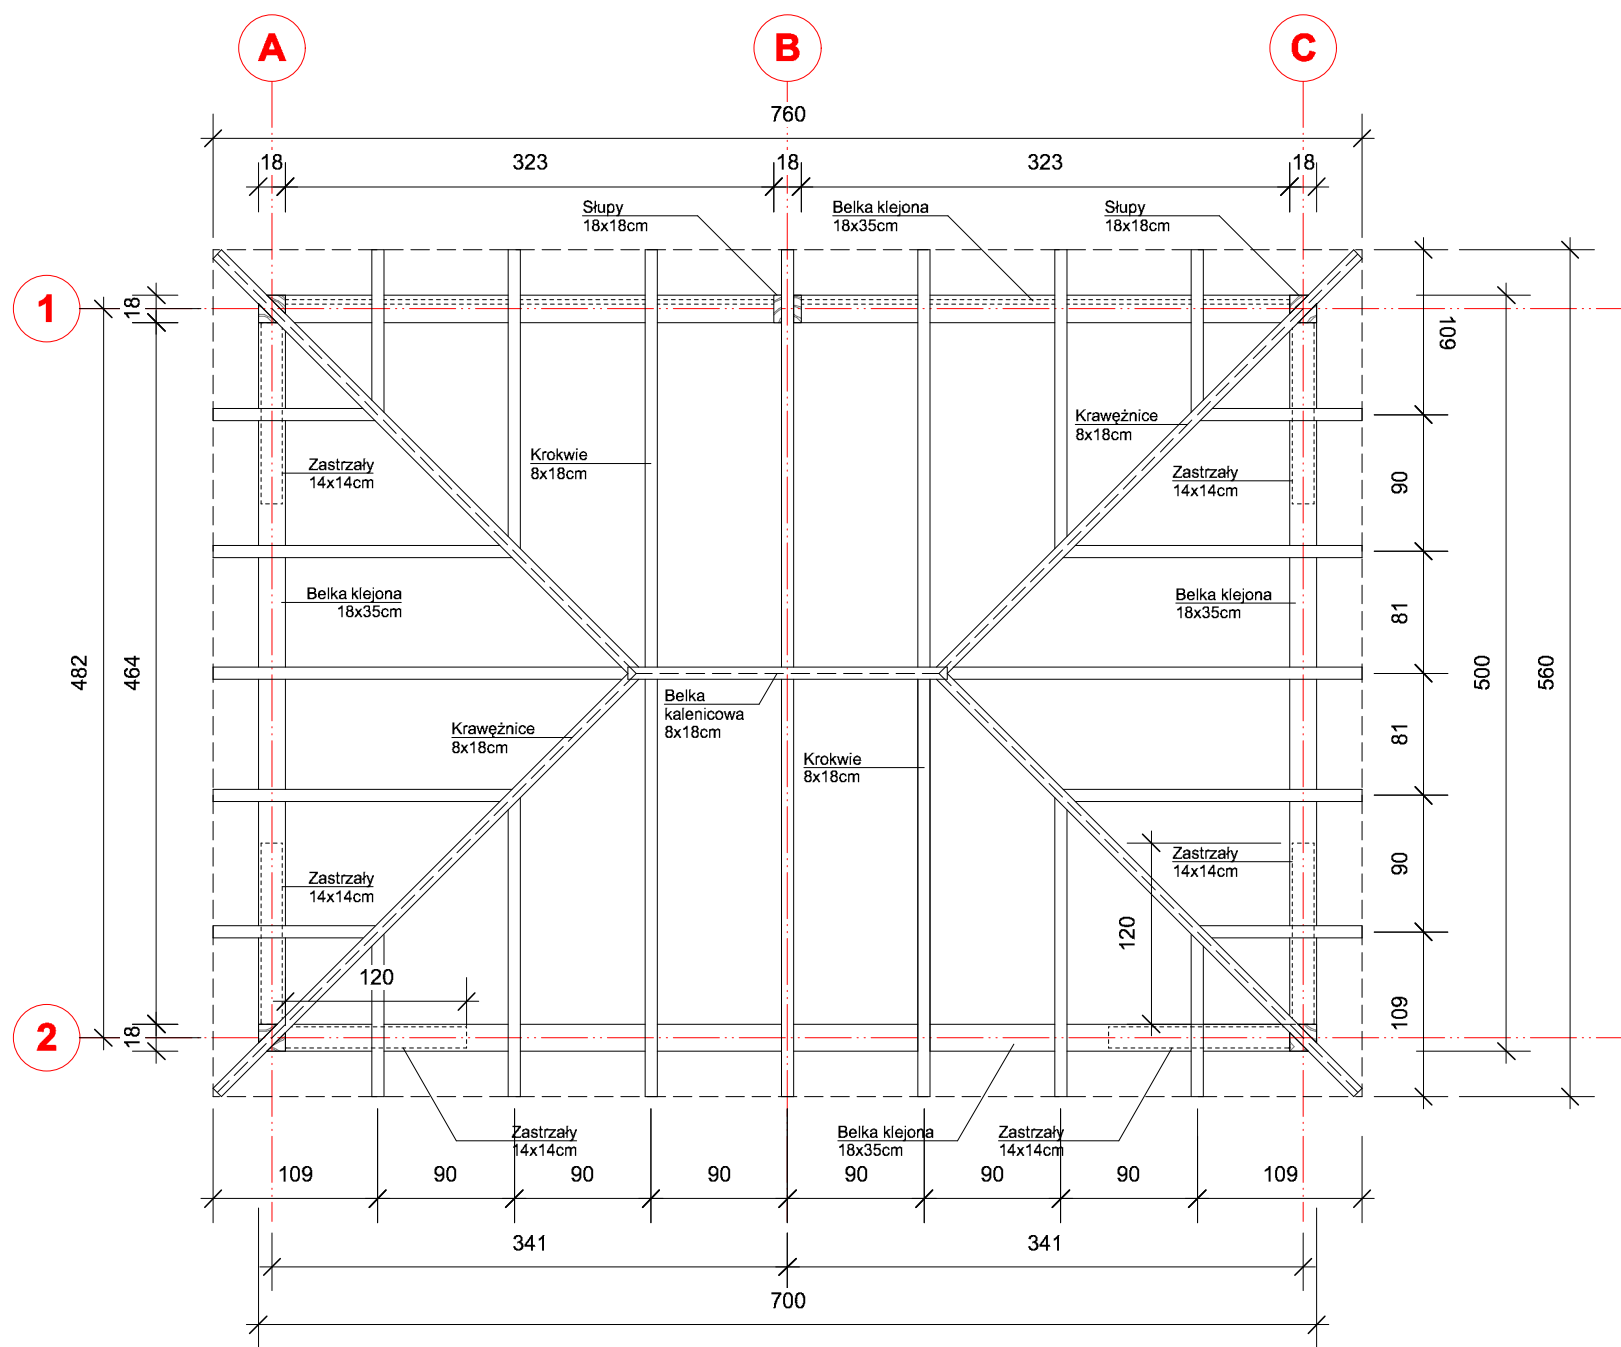 A
B
C
760
18
323
18
323
18
Słupy
18x18cm
Belka klejona
18x35cm
Słupy
18x18cm
1
18
109
Krawężnice
8x18cm
Krokwie
8x18cm
Zastrzały
14x14cm
Zastrzały
14x14cm
90
Belka klejona
18x35cm
Belka klejona
18x35cm
81
482
464
500
560
Belka
kalenicowa
8x18cm
Krawężnice
8x18cm
81
Krokwie
8x18cm
Zastrzały
14x14cm
Zastrzały
14x14cm
90
120
120
109
2
18
Zastrzały
14x14cm
Belka klejona
18x35cm
Zastrzały
14x14cm
109
90
90
90
90
90
90
109
341
341
700